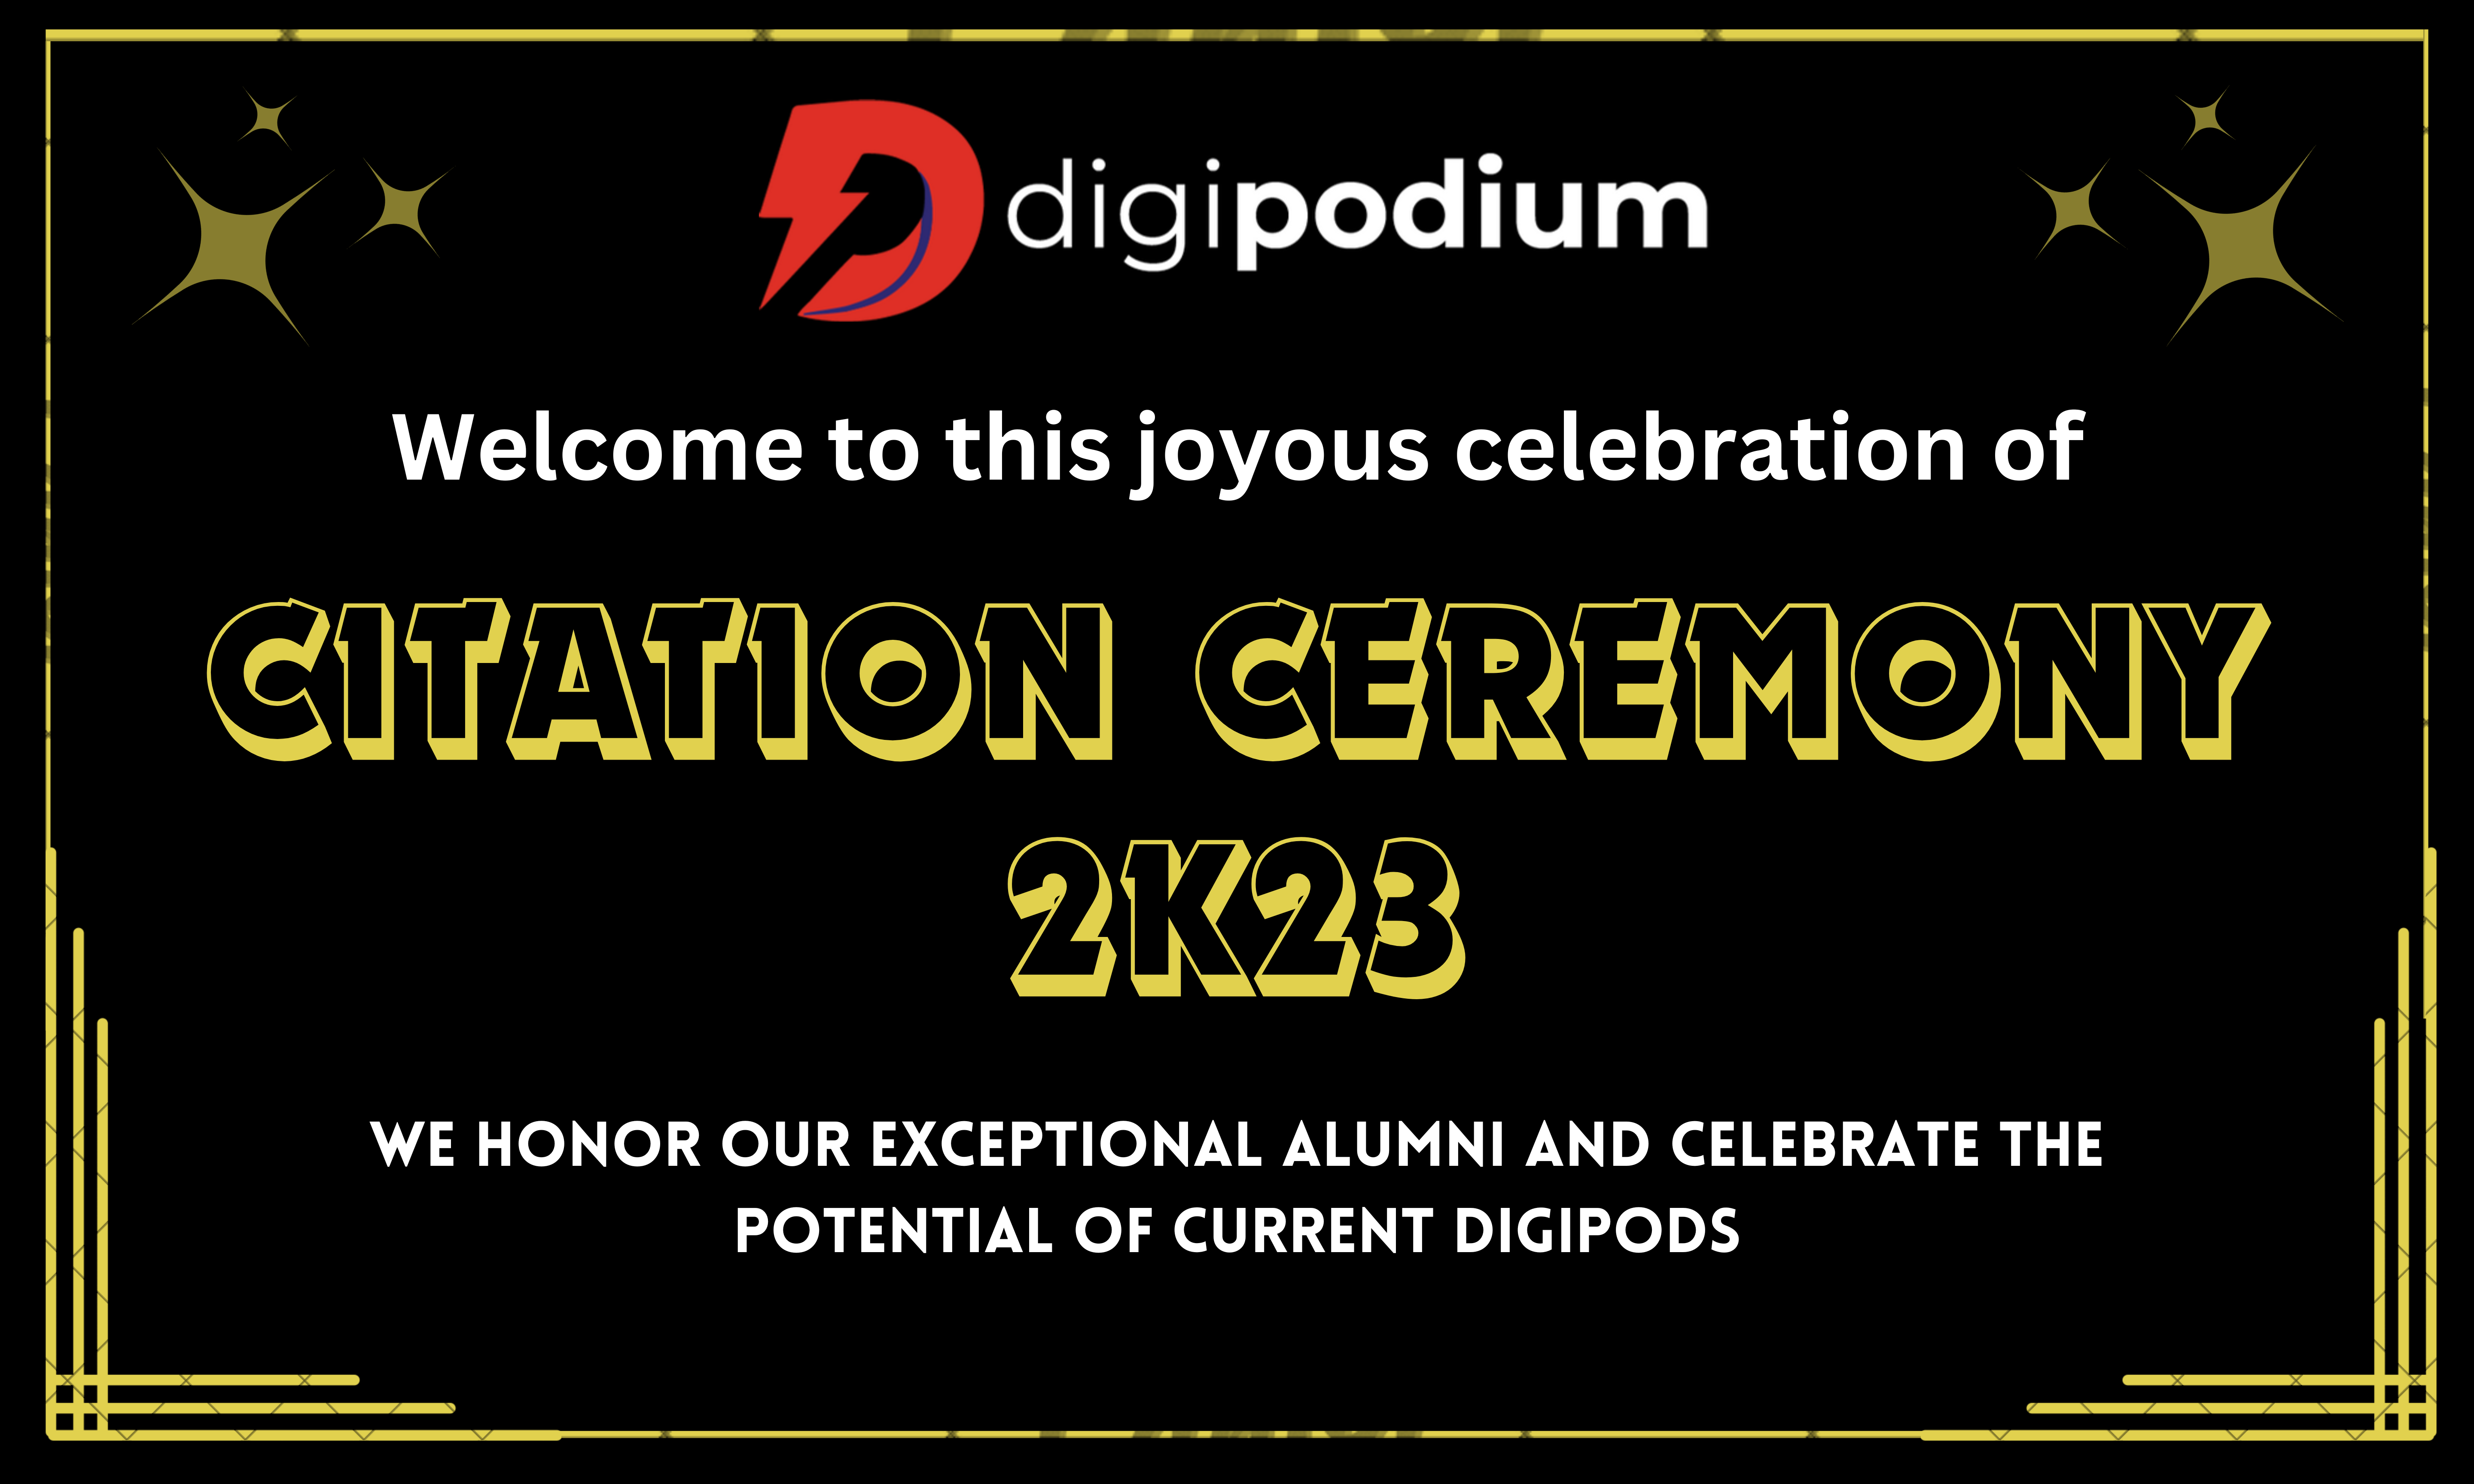 digipodium
Welcome to this joyous celebration of
CITATION CEREMONY
2K23
WE HONOR OUR EXCEPTIONAL ALUMNI AND CELEBRATE THE
POTENTIAL OF CURRENT DIGIPODS